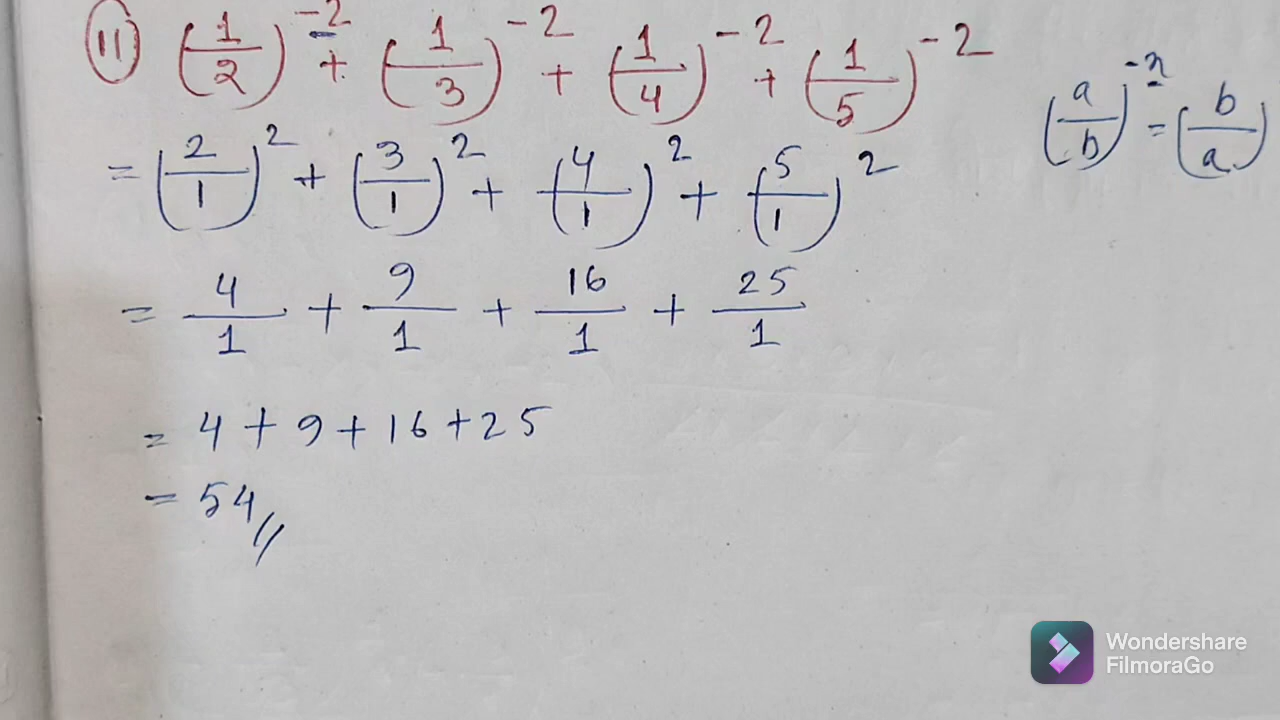 (11) (1/2)^-2 + (1/3)^-2 + (1/4)^-2 + (1/5)^-2
(a/b)^-n = (b/a)
= (2/1)^2 + (3/1)^2 + (4/1)^2 + (5/1)^2
= 4/1 + 9/1 + 16/1 + 25/1
= 4 + 9 + 16 + 25
= 54//
Wondershare
FilmoraGo